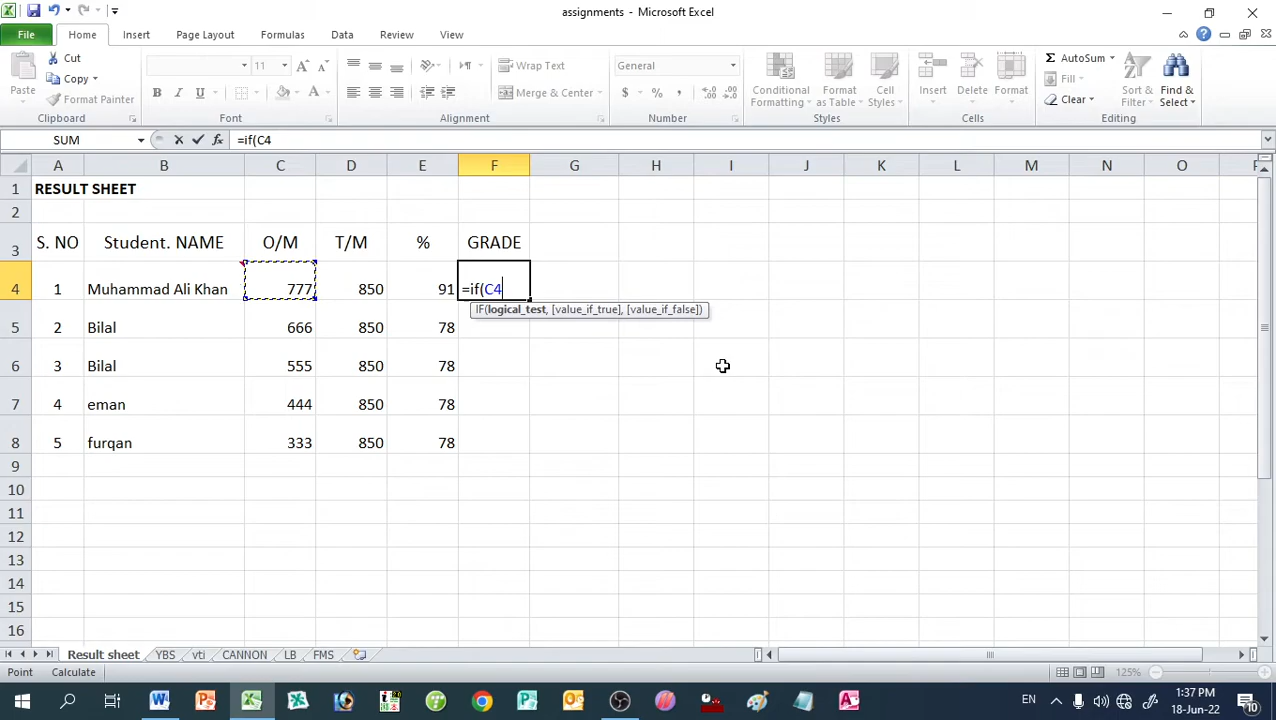 assignments - Microsoft Excel
File Home Insert Page Layout Formulas Data Review View
Cut
Copy
Format Painter
Paste
Clipboard
11
A A
B I U A
Font
Wrap Text
Merge & Center
Alignment
General
$ % ,
Number
Conditional Formatting
Format as Table
Cell Styles
Styles
Insert Delete Format
Cells
Σ AutoSum
Fill
Clear
Sort & Filter
Find & Select
Editing
SUM fx =if(C4
A B C D E F G H I J K L M N O P
1 RESULT SHEET
2
3 S. NO Student. NAME O/M T/M % GRADE
4 1 Muhammad Ali Khan 777 850 91 =if(C4
IF(logical_test, [value_if_true], [value_if_false])
5 2 Bilal 666 850 78
6 3 Bilal 555 850 78
7 4 eman 444 850 78
8 5 furqan 333 850 78
9
10
11
12
13
14
15
16
Result sheet YBS vti CANNON LB FMS
Point Calculate 125%
EN 1:37 PM
18-Jun-22 10